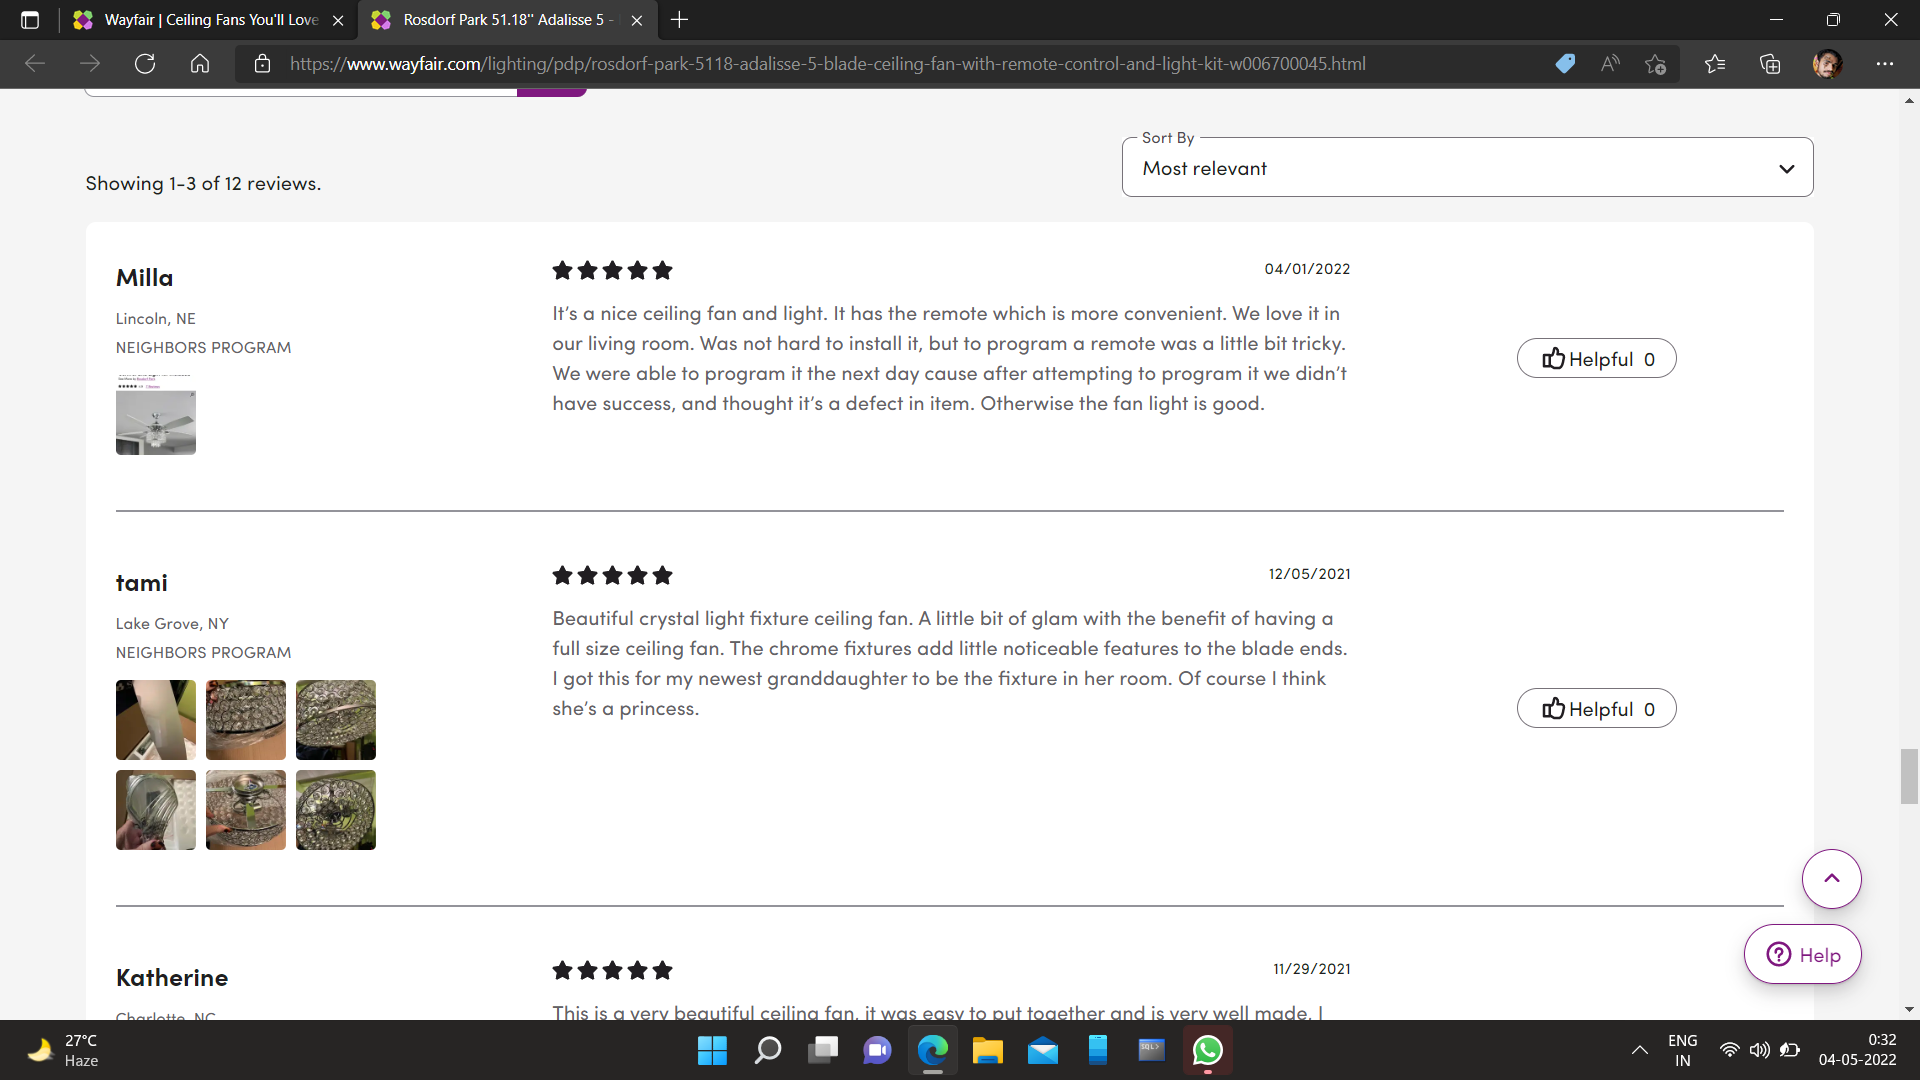 Wayfair | Ceiling Fans You'll Love
Rosdorf Park 51.18'' Adalisse 5 -
https://www.wayfair.com/lighting/pdp/rosdorf-park-5118-adalisse-5-blade-ceiling-fan-with-remote-control-and-light-kit-w006700045.html
Sort By
Most relevant
Showing 1-3 of 12 reviews.
Milla
04/01/2022
Lincoln, NE
NEIGHBORS PROGRAM
It’s a nice ceiling fan and light. It has the remote which is more convenient. We love it in
our living room. Was not hard to install it, but to program a remote was a little bit tricky.
We were able to program it the next day cause after attempting to program it we didn’t
have success, and thought it’s a defect in item. Otherwise the fan light is good.
Helpful 0
tami
12/05/2021
Lake Grove, NY
NEIGHBORS PROGRAM
Beautiful crystal light fixture ceiling fan. A little bit of glam with the benefit of having a
full size ceiling fan. The chrome fixtures add little noticeable features to the blade ends.
I got this for my newest granddaughter to be the fixture in her room. Of course I think
she’s a princess.
Helpful 0
Help
Katherine
11/29/2021
Charlotte, NC
This is a very beautiful ceiling fan, it was easy to put together and is very well made. I
27°C
Haze
SQL>
ENG
IN
0:32
04-05-2022